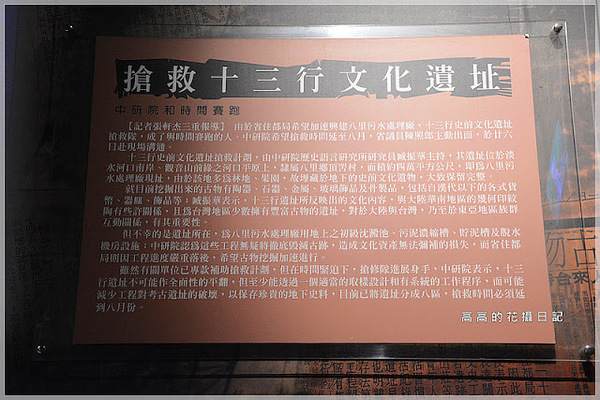 搶救十三行文化遺址
中研院和時間賽跑
【記者張軒杰三重報導】 由於省住都局希望加速興建八里污水處理廠，十三行史前文化遺址
搶救隊，成了與時間賽跑的人。中研院希望搶救時間延至八月，省議員陳照郎主動出面，於廿六
日赴現場溝通。
十三行史前文化遺址搶救計劃，由中研院歷史語言研究所研究員臧振華主持，其遺址位於淡
水河口南岸、觀音山前緣之河口平原上，隸屬八里鄉頂罟村，面積約四萬平方公尺，即為八里污
水處理廠現址，由於該地多為林地、果園，故埋藏於地下的史前文化遺物，大致保留完整。
就目前挖掘出來的古物有陶器、石器、金屬、玻璃飾品及骨製品，包括自漢代以下的各式貨
幣、器皿、飾品等，臧振華表示，十三行遺址所反映出的文化內容，與大陸華南地區的幾何印紋
陶有些許關係，且為台灣地區少數擁有豐富古物的遺址，對於大陸與台灣，乃至於東亞地區族群
互動關係，有其重要性。
但不幸的是遺址所在，為八里污水處理廠用地上之初級沈澱池、污泥濃縮槽、貯泥槽及脫水
機房設施，中研院認為這些工程無疑將徹底毀滅古跡，造成文化資產無法彌補的損失，而省住都
局則因工程進度嚴重落後，希望古物挖掘加速進行。
雖然有關單位已專款補助搶救計劃，但在時間緊迫下，搶修隊進展身手，中研院表示，十三
行遺址不可能作全面性的平翻，但至少能透過一個適當的取樣設計和有系統的工作程序，而可能
減少工程對考古遺址的破壞，以保存珍貴的地下史料，目前已將遺址分成八區，搶救時間必須延
到八月份。
高高的花攝日記